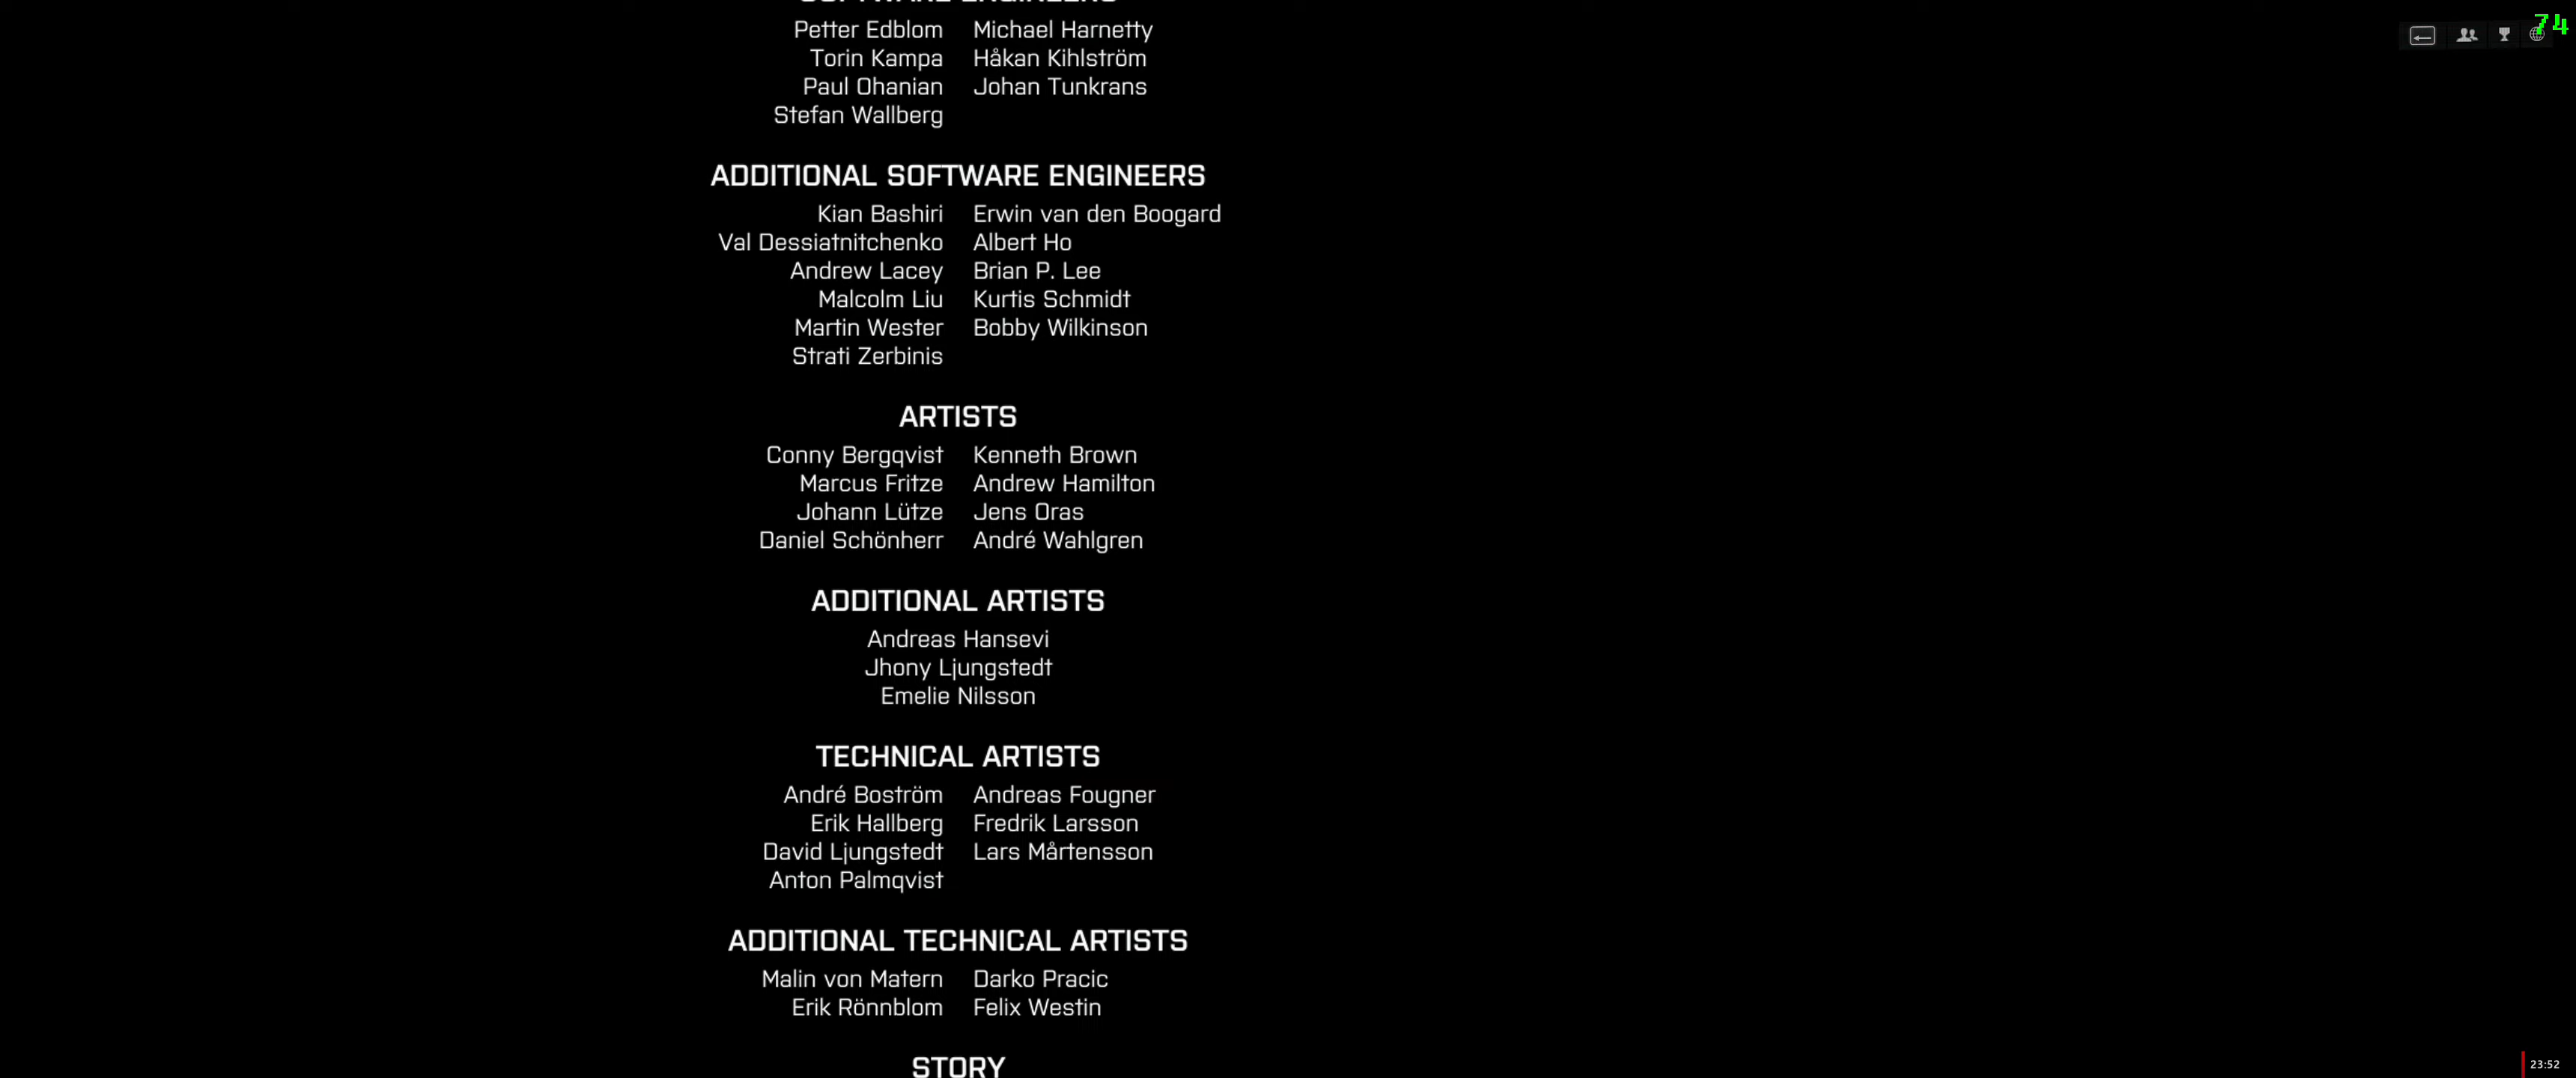 74
SOFTWARE ENGINEERS
Petter Edblom Michael Harnetty
Torin Kampa Håkan Kihlström
Paul Ohanian Johan Tunkrans
Stefan Wallberg
ADDITIONAL SOFTWARE ENGINEERS
Kian Bashiri Erwin van den Boogard
Val Dessiatnitchenko Albert Ho
Andrew Lacey Brian P. Lee
Malcolm Liu Kurtis Schmidt
Martin Wester Bobby Wilkinson
Strati Zerbinis
ARTISTS
Conny Bergqvist Kenneth Brown
Marcus Fritze Andrew Hamilton
Johann Lütze Jens Oras
Daniel Schönherr André Wahlgren
ADDITIONAL ARTISTS
Andreas Hansevi
Jhony Ljungstedt
Emelie Nilsson
TECHNICAL ARTISTS
André Boström Andreas Fougner
Erik Hallberg Fredrik Larsson
David Ljungstedt Lars Mårtensson
Anton Palmqvist
ADDITIONAL TECHNICAL ARTISTS
Malin von Matern Darko Pracic
Erik Rönnblom Felix Westin
STORY
23:52